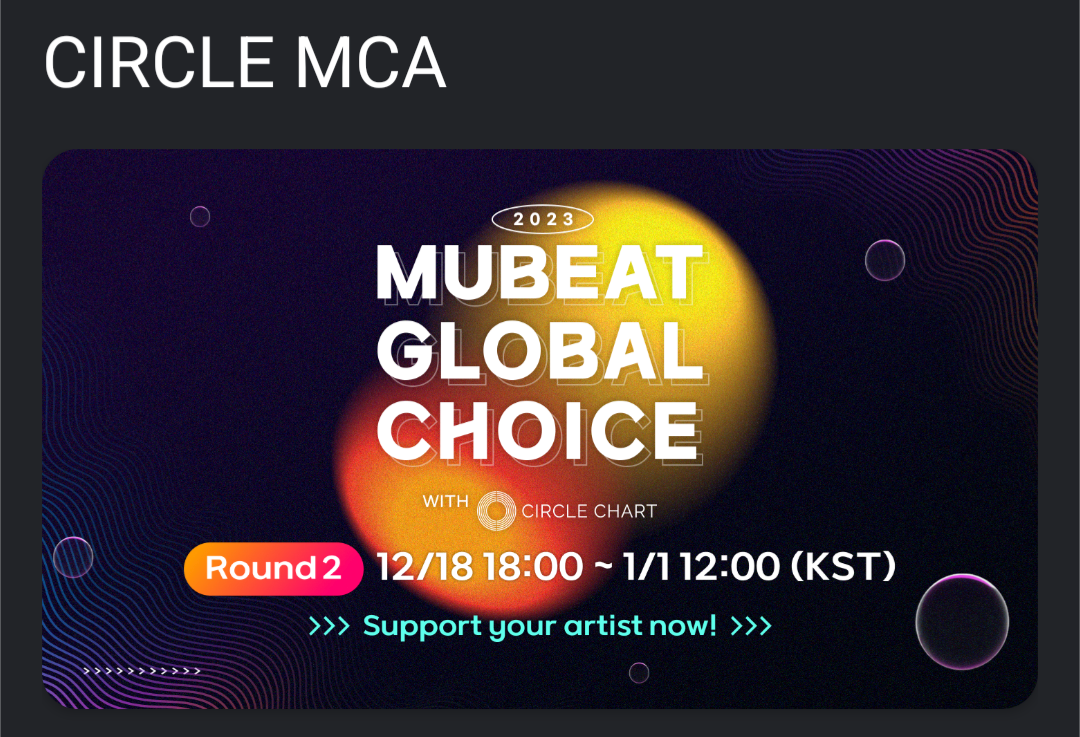 CIRCLE MCA
2023
MUBEAT
GLOBAL
CHOICE
WITH CIRCLE CHART
Round 2 12/18 18:00 ~ 1/1 12:00 (KST)
>>> Support your artist now! >>>
>>>>>>>>>>>